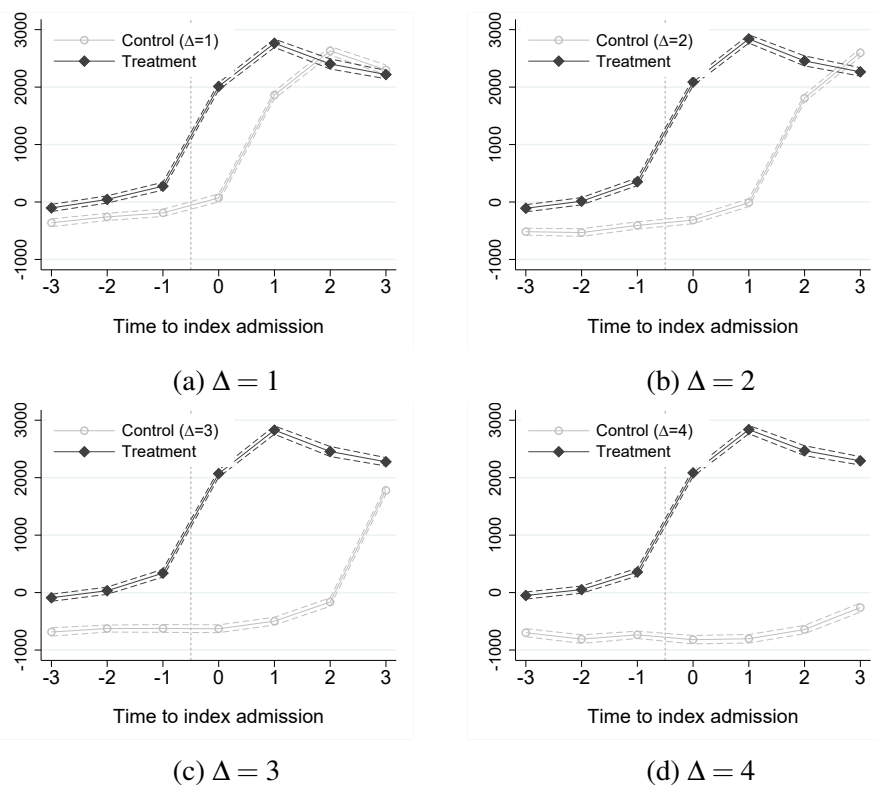 3000
2000
1000
0
-1000
Control (Δ=1)
Treatment
-3 -2 -1 0 1 2 3
Time to index admission
(a) Δ = 1
3000
2000
1000
0
-1000
Control (Δ=2)
Treatment
-3 -2 -1 0 1 2 3
Time to index admission
(b) Δ = 2
3000
2000
1000
0
-1000
Control (Δ=3)
Treatment
-3 -2 -1 0 1 2 3
Time to index admission
(c) Δ = 3
3000
2000
1000
0
-1000
Control (Δ=4)
Treatment
-3 -2 -1 0 1 2 3
Time to index admission
(d) Δ = 4